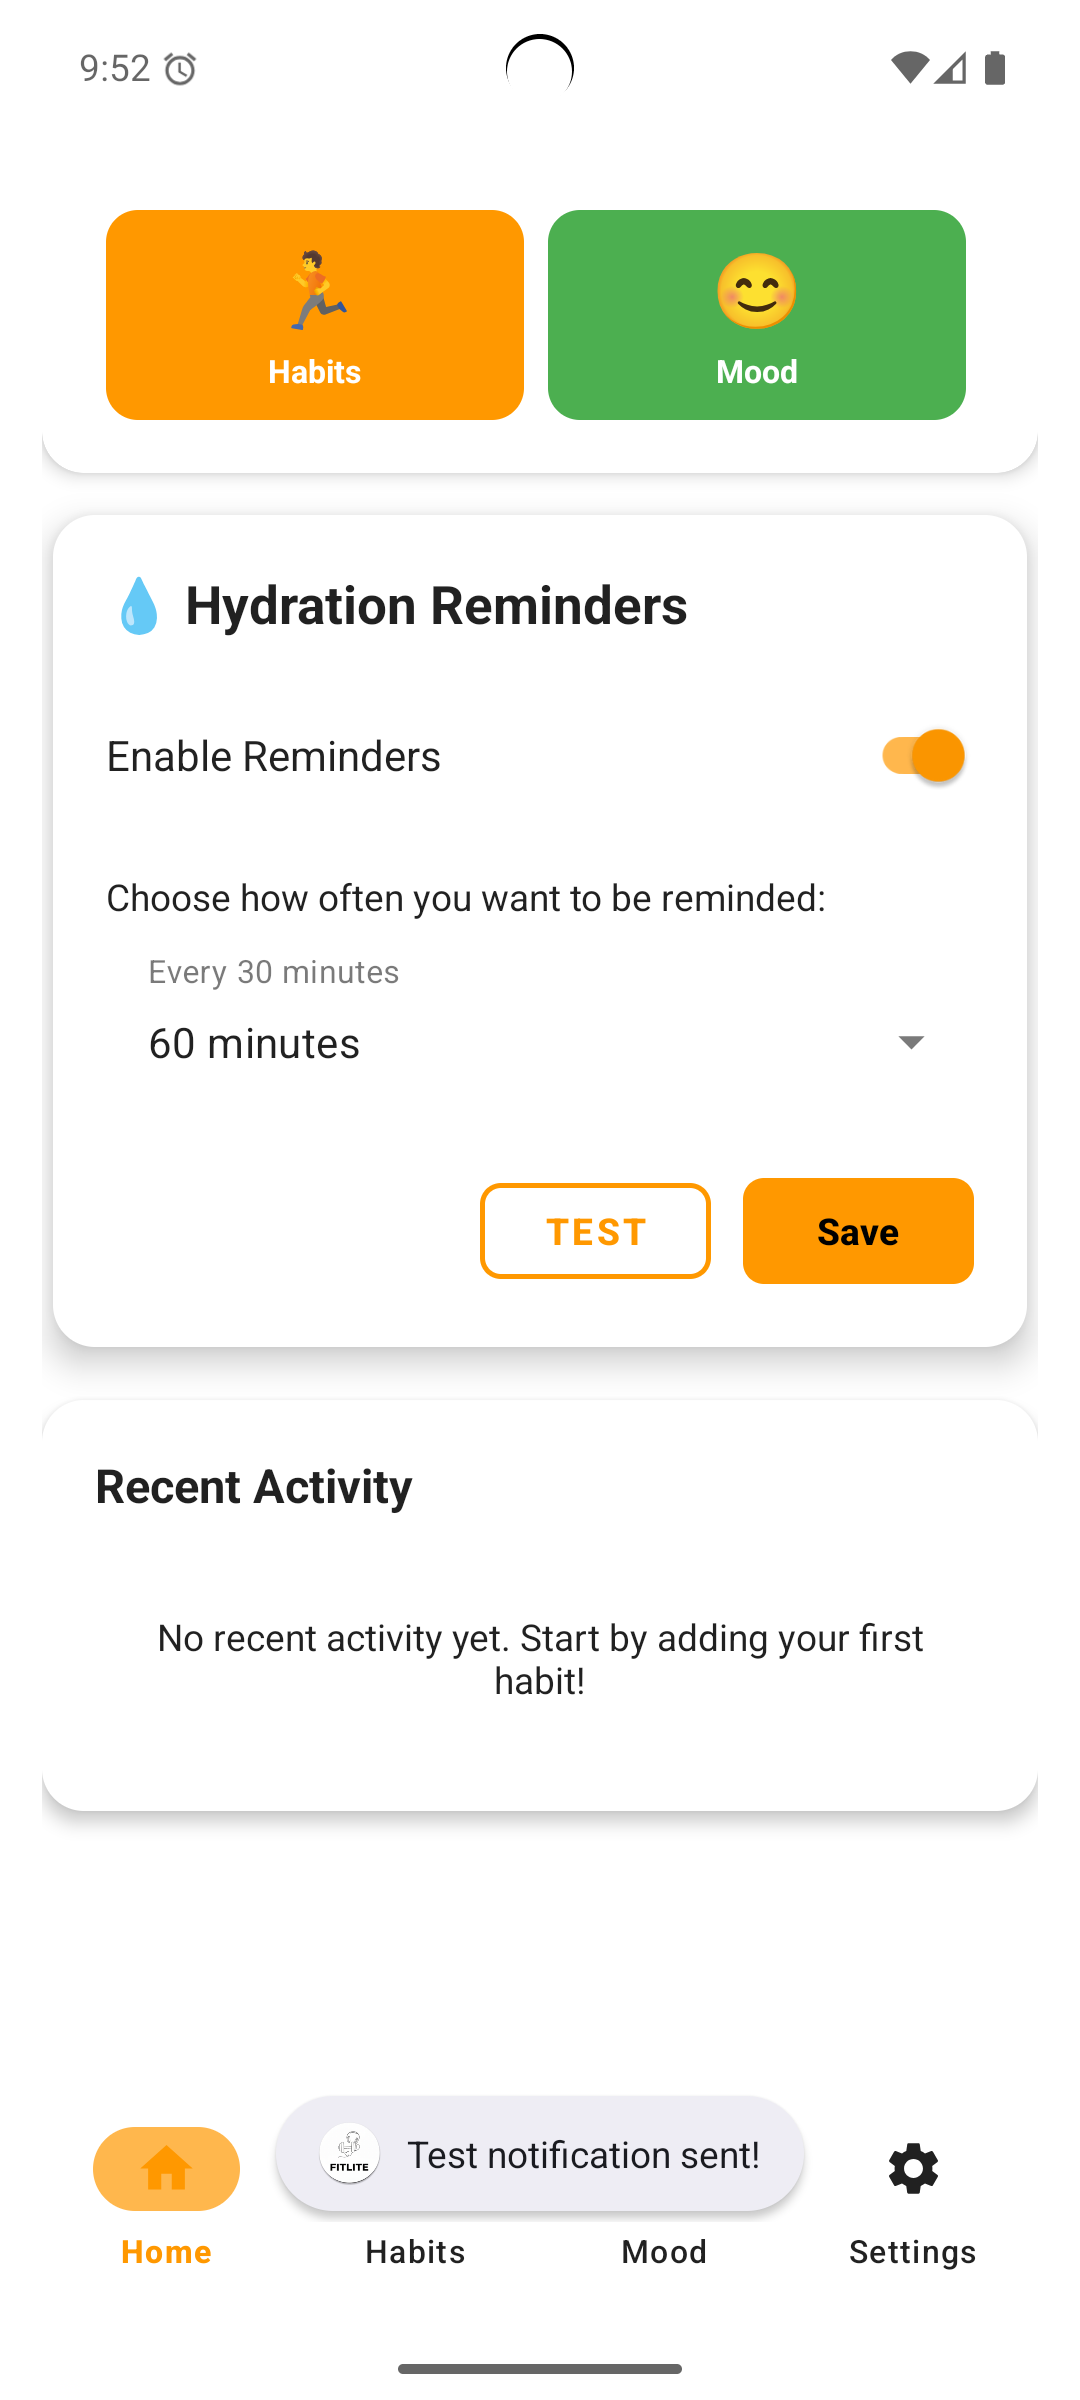 9:52
Habits
Mood
Hydration Reminders
Enable Reminders
Choose how often you want to be reminded:
Every 30 minutes
60 minutes
TEST
Save
Recent Activity
No recent activity yet. Start by adding your first
habit!
FITLITE
Test notification sent!
Home
Habits
Mood
Settings